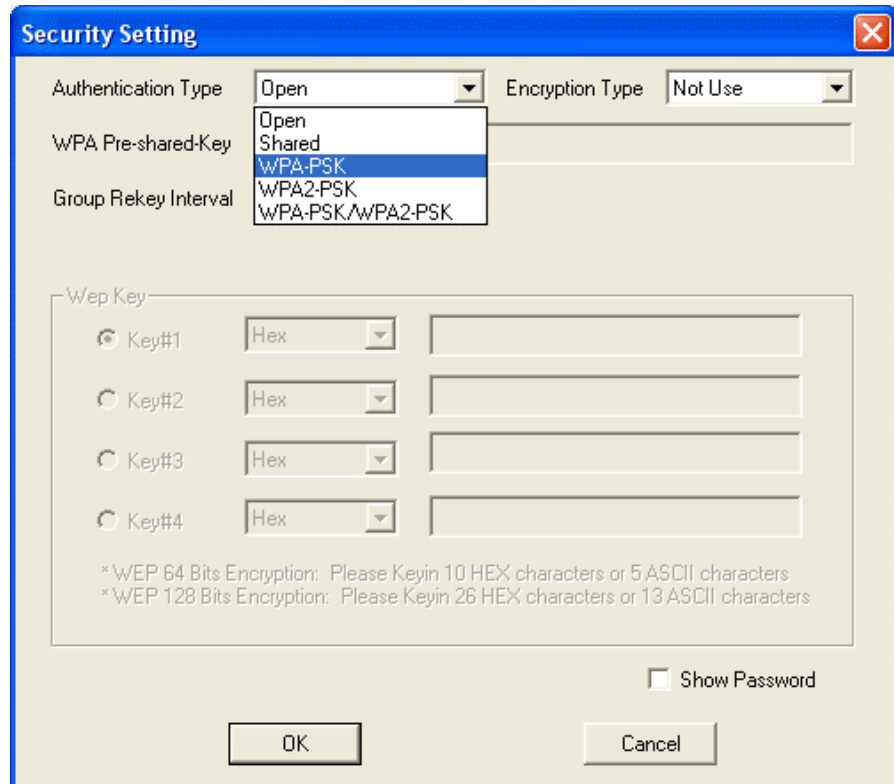 Security Setting
Authentication Type Open Encryption Type Not Use
Open
Shared
WPA-PSK
WPA2-PSK
WPA-PSK/WPA2-PSK
WPA Pre-shared-Key
Group Rekey Interval
Wep Key
Key#1 Hex
Key#2 Hex
Key#3 Hex
Key#4 Hex
* WEP 64 Bits Encryption: Please Keyin 10 HEX characters or 5 ASCII characters
* WEP 128 Bits Encryption: Please Keyin 26 HEX characters or 13 ASCII characters
Show Password
OK Cancel